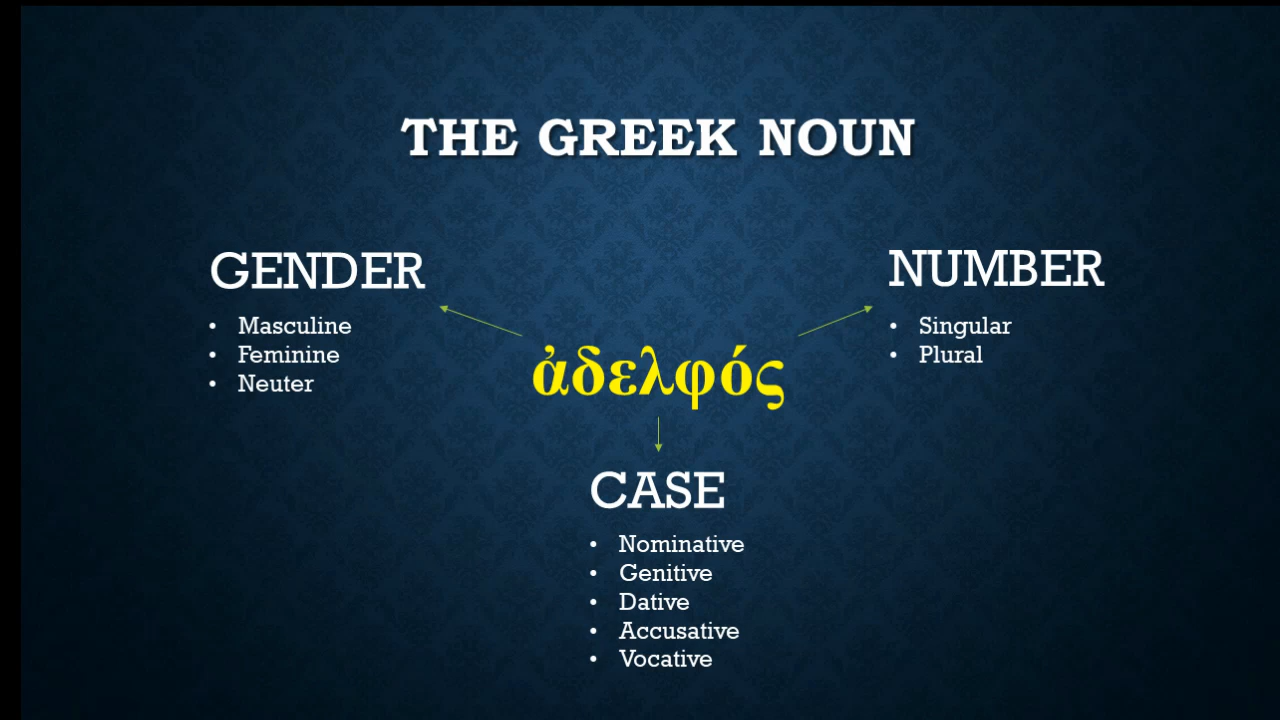 THE GREEK NOUN
GENDER
• Masculine
• Feminine
• Neuter
NUMBER
• Singular
• Plural
ἀδελφός
CASE
• Nominative
• Genitive
• Dative
• Accusative
• Vocative